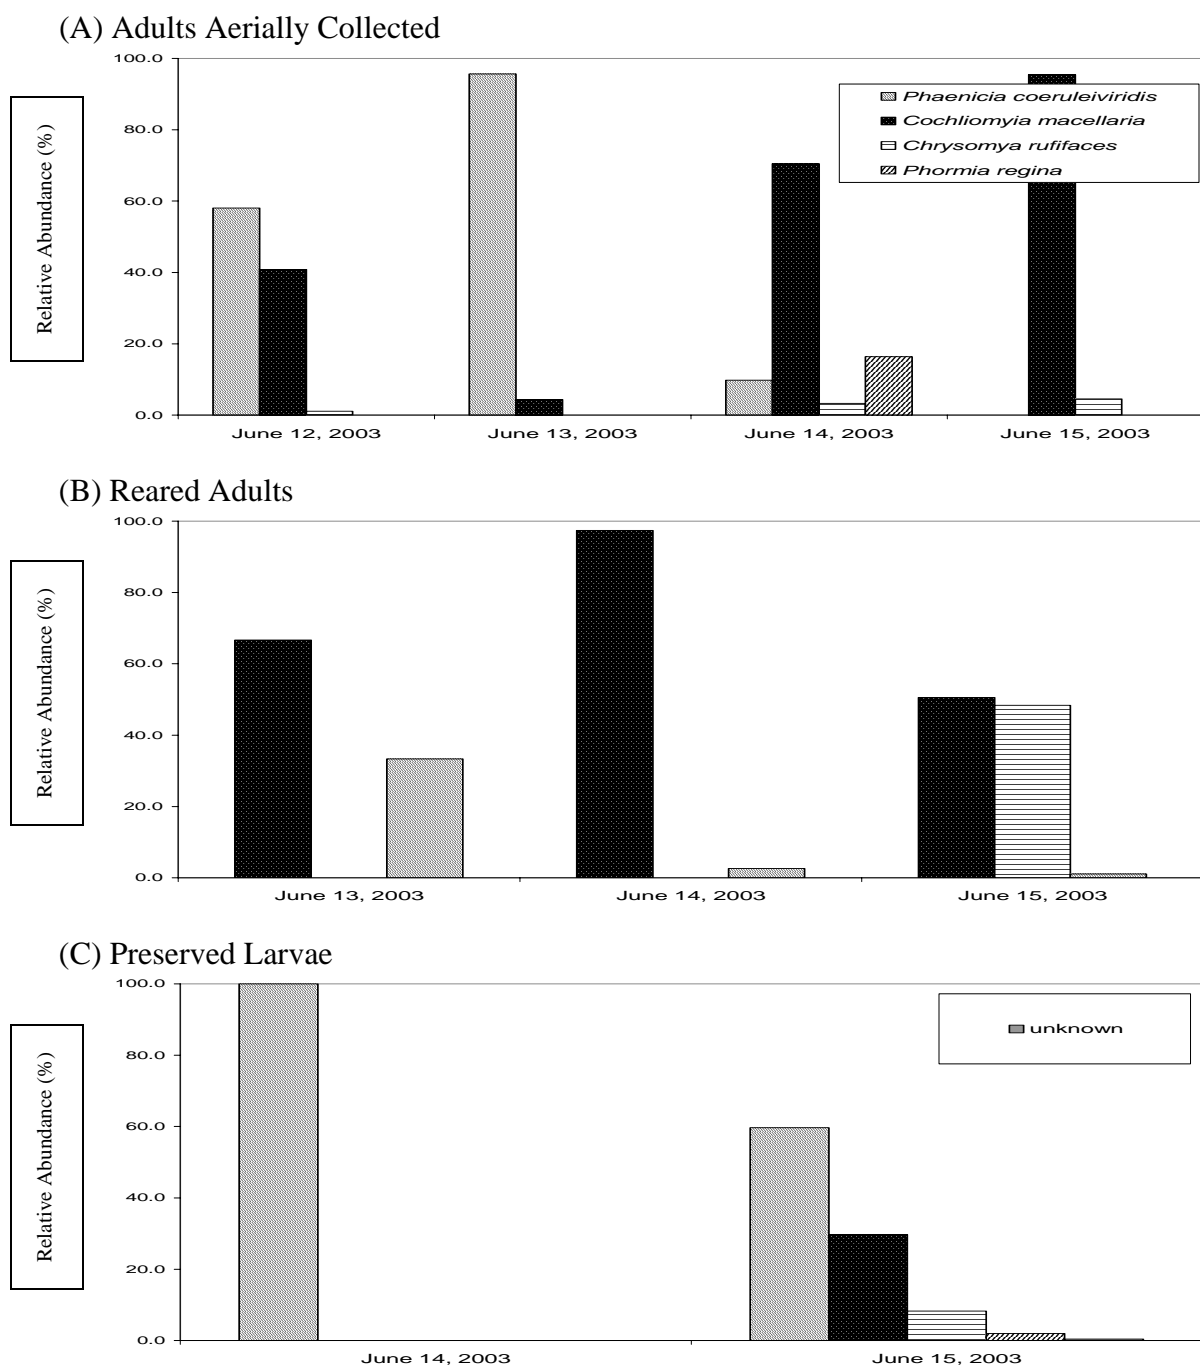 (A) Adults Aerially Collected
Relative Abundance (%)
100.0
80.0
60.0
40.0
20.0
0.0
Phaenicia coeruleiviridis
Cochliomyia macellaria
Chrysomya rufifaces
Phormia regina
June 12, 2003
June 13, 2003
June 14, 2003
June 15, 2003
(B) Reared Adults
Relative Abundance (%)
100.0
80.0
60.0
40.0
20.0
0.0
June 13, 2003
June 14, 2003
June 15, 2003
(C) Preserved Larvae
Relative Abundance (%)
100.0
80.0
60.0
40.0
20.0
0.0
unknown
June 14, 2003
June 15, 2003